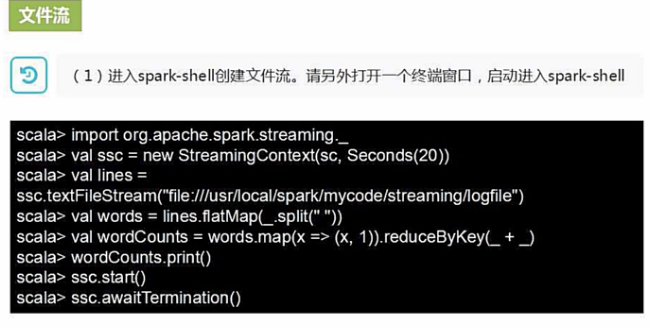 文件流
（1）进入spark-shell创建文件流。请另外打开一个终端窗口，启动进入spark-shell
scala> import org.apache.spark.streaming._
scala> val ssc = new StreamingContext(sc, Seconds(20))
scala> val lines =
ssc.textFileStream("file:///usr/local/spark/mycode/streaming/logfile")
scala> val words = lines.flatMap(_.split(" "))
scala> val wordCounts = words.map(x => (x, 1)).reduceByKey(_ + _)
scala> wordCounts.print()
scala> ssc.start()
scala> ssc.awaitTermination()